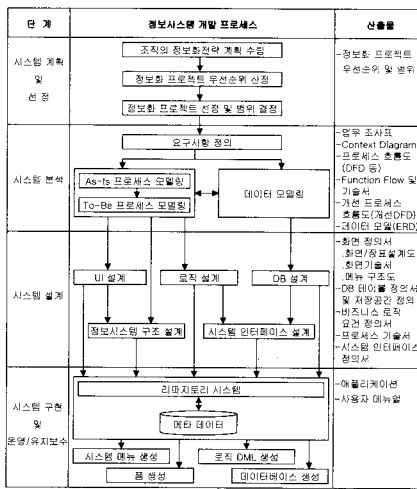 단 계
정보시스템 개발 프로세스
산출물
시스템 계획
및
선 정
조직의 정보화전략 계획 수립
정보화 프로젝트 우선순위 산정
정보화 프로젝트 선정 및 범위 결정
-정보화 프로젝트
우선순위 및 범위
시스템 분석
요구사항 정의
As-Is 프로세스 모델링
To-Be 프로세스 모델링
데이터 모델링
-업무 조사표
-Context Diagram
-프로세스 흐름도
(DFD 등)
-Function Flow 및
기술서
-개선 프로세스
흐름도(개선DFD)
-데이터 모델(ERD)
시스템 설계
UI 설계
로직 설계
DB 설계
정보시스템 구조 설계
시스템 인터페이스 설계
-화면 정의서
.화면/장표설계도
.화면기술서
.메뉴 구조도
-DB 테이블 정의서
및 저장공간 정의
-비즈니스 로직
요건 정의서
-프로세스 기술서
-시스템 인터페이스
정의서
시스템 구현
및
운영/유지보수
리파지토리 시스템
메타 데이터
시스템 메뉴 생성
로직 DML 생성
폼 생성
데이터베이스 생성
-애플리케이션
-사용자 메뉴얼